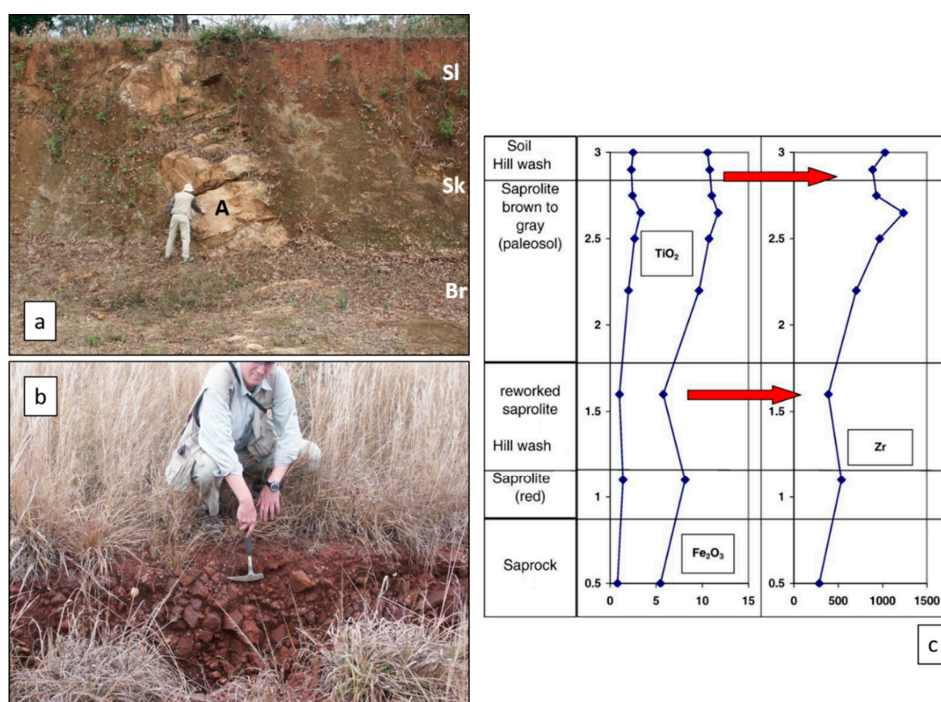 Sl
Sk
A
Br
a
b
Soil
Hill wash
Saprolite
brown to
gray
(paleosol)
reworked
saprolite
Hill wash
Saprolite
(red)
Saprock
3
2.5
2
1.5
1
0.5
0
5
10
15
TiO₂
Fe₂O₃
3
2.5
2
1.5
1
0.5
0
500
1000
1500
Zr
c